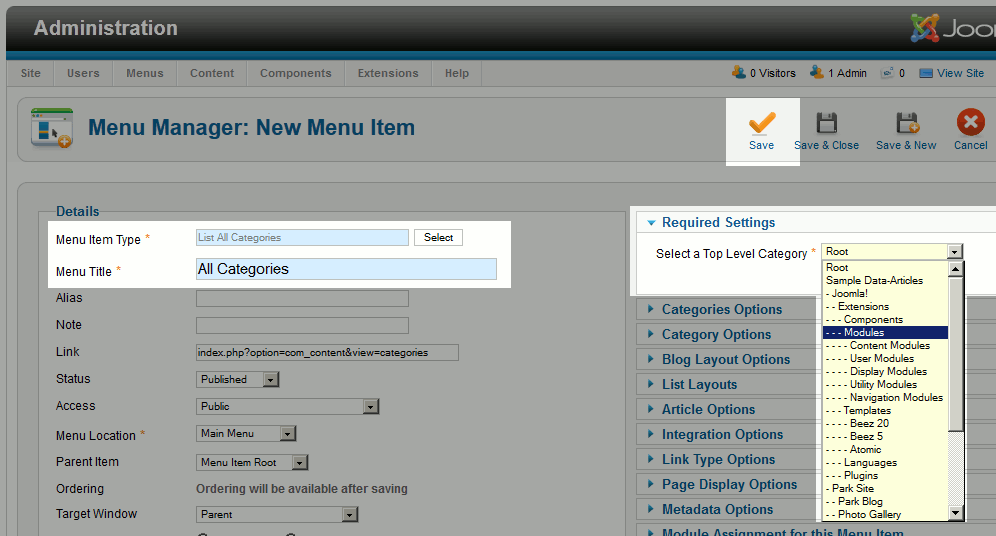 Administration
Joo
Site Users Menus Content Components Extensions Help 0 Visitors 1 Admin 0 View Site
Menu Manager: New Menu Item
Save Save & Close Save & New Cancel
Details
Menu Item Type * List All Categories Select
Menu Title * All Categories
Alias
Note
Link index.php?option=com_content&view=categories
Status Published
Access Public
Menu Location * Main Menu
Parent Item Menu Item Root
Ordering Ordering will be available after saving
Target Window Parent
Required Settings
Select a Top Level Category * Root
Root
Sample Data-Articles
- Joomla!
- - Extensions
- - - Components
- - - Modules
- - - - Content Modules
- - - - User Modules
- - - - Display Modules
- - - - Utility Modules
- - - - Navigation Modules
- - - Templates
- - - - Beez 20
- - - - Beez 5
- - - - Atomic
- - - Languages
- - - Plugins
- Park Site
- - Park Blog
- - Photo Gallery
Categories Options
Category Options
Blog Layout Options
List Layouts
Article Options
Integration Options
Link Type Options
Page Display Options
Metadata Options
Module Assignment for this Menu Item